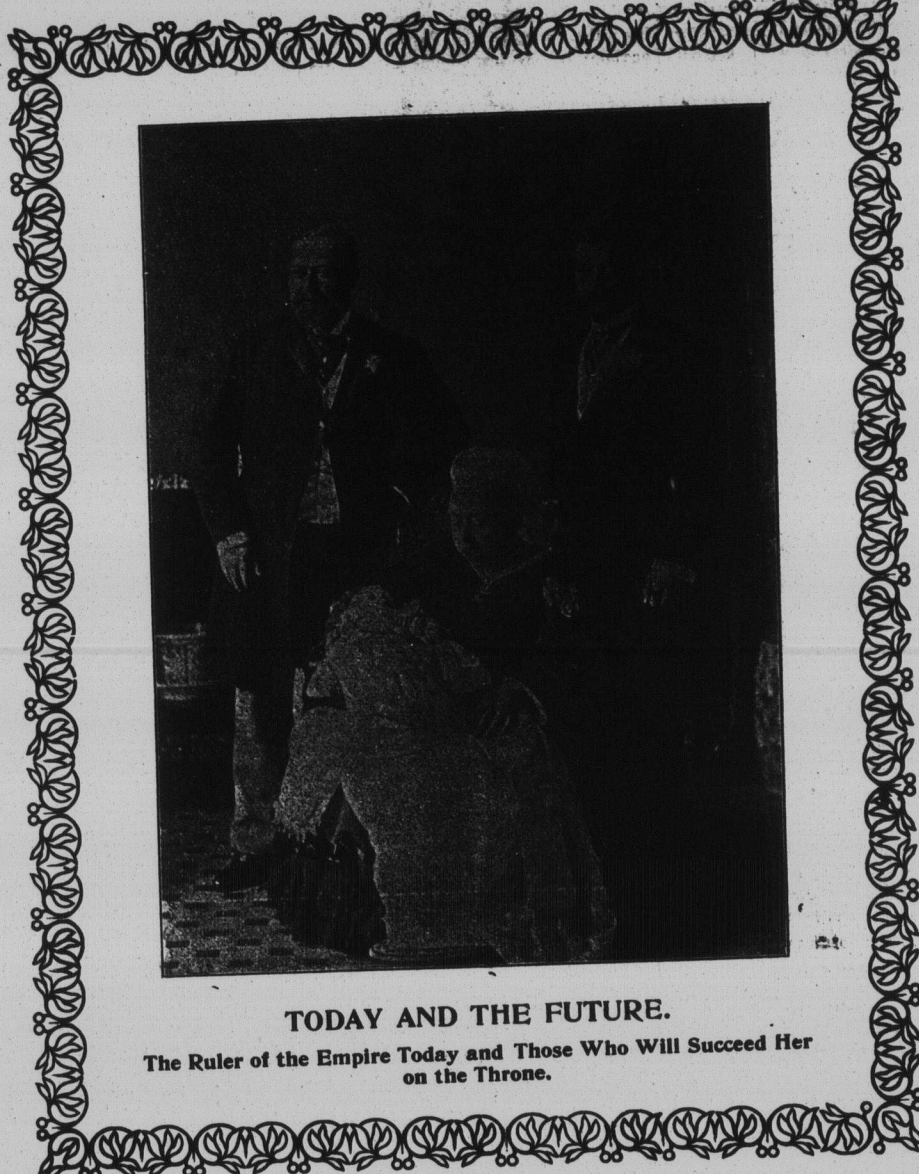 TODAY AND THE FUTURE.
The Ruler of the Empire Today and Those Who Will Succeed Her
on the Throne.